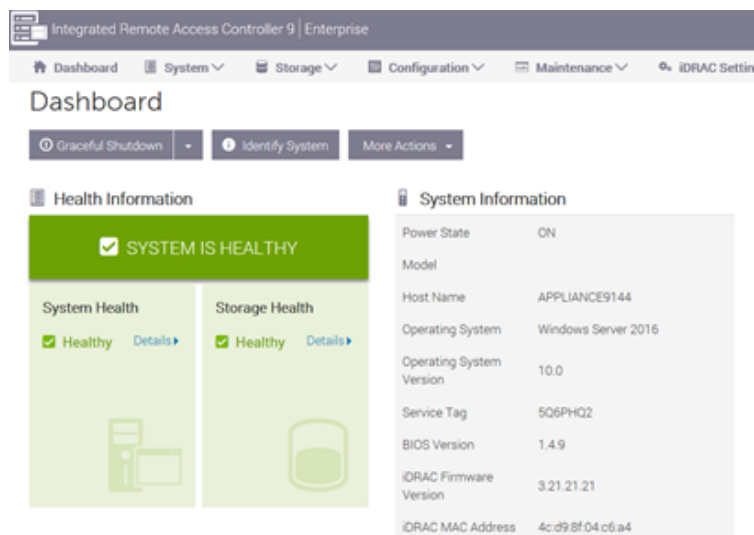 Integrated Remote Access Controller 9 | Enterprise
Dashboard System Storage Configuration Maintenance iDRAC Settin
Dashboard
Graceful Shutdown Identify System More Actions
Health Information
SYSTEM IS HEALTHY
System Health
Healthy Details
Storage Health
Healthy Details
System Information
Power State ON
Model
Host Name APPLIANCE9144
Operating System Windows Server 2016
Operating System
Version
10.0
Service Tag 5Q6PHQ2
BIOS Version 1.4.9
iDRAC Firmware
Version
3.21.21.21
iDRAC MAC Address 4c:d9:8f:04:c6:a4